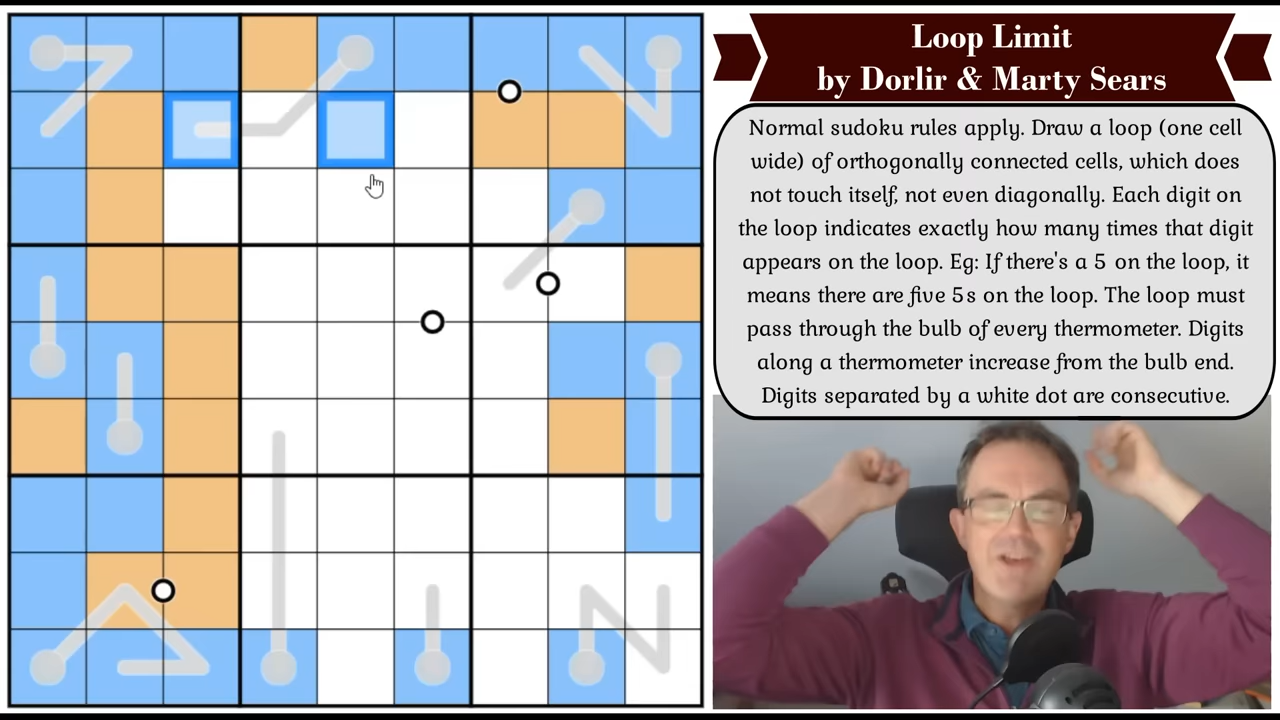 Loop Limit
by Dorlir & Marty Sears
Normal sudoku rules apply. Draw a loop (one cell
wide) of orthogonally connected cells, which does
not touch itself, not even diagonally. Each digit on
the loop indicates exactly how many times that digit
appears on the loop. Eg: If there's a 5 on the loop, it
means there are five 5s on the loop. The loop must
pass through the bulb of every thermometer. Digits
along a thermometer increase from the bulb end.
Digits separated by a white dot are consecutive.